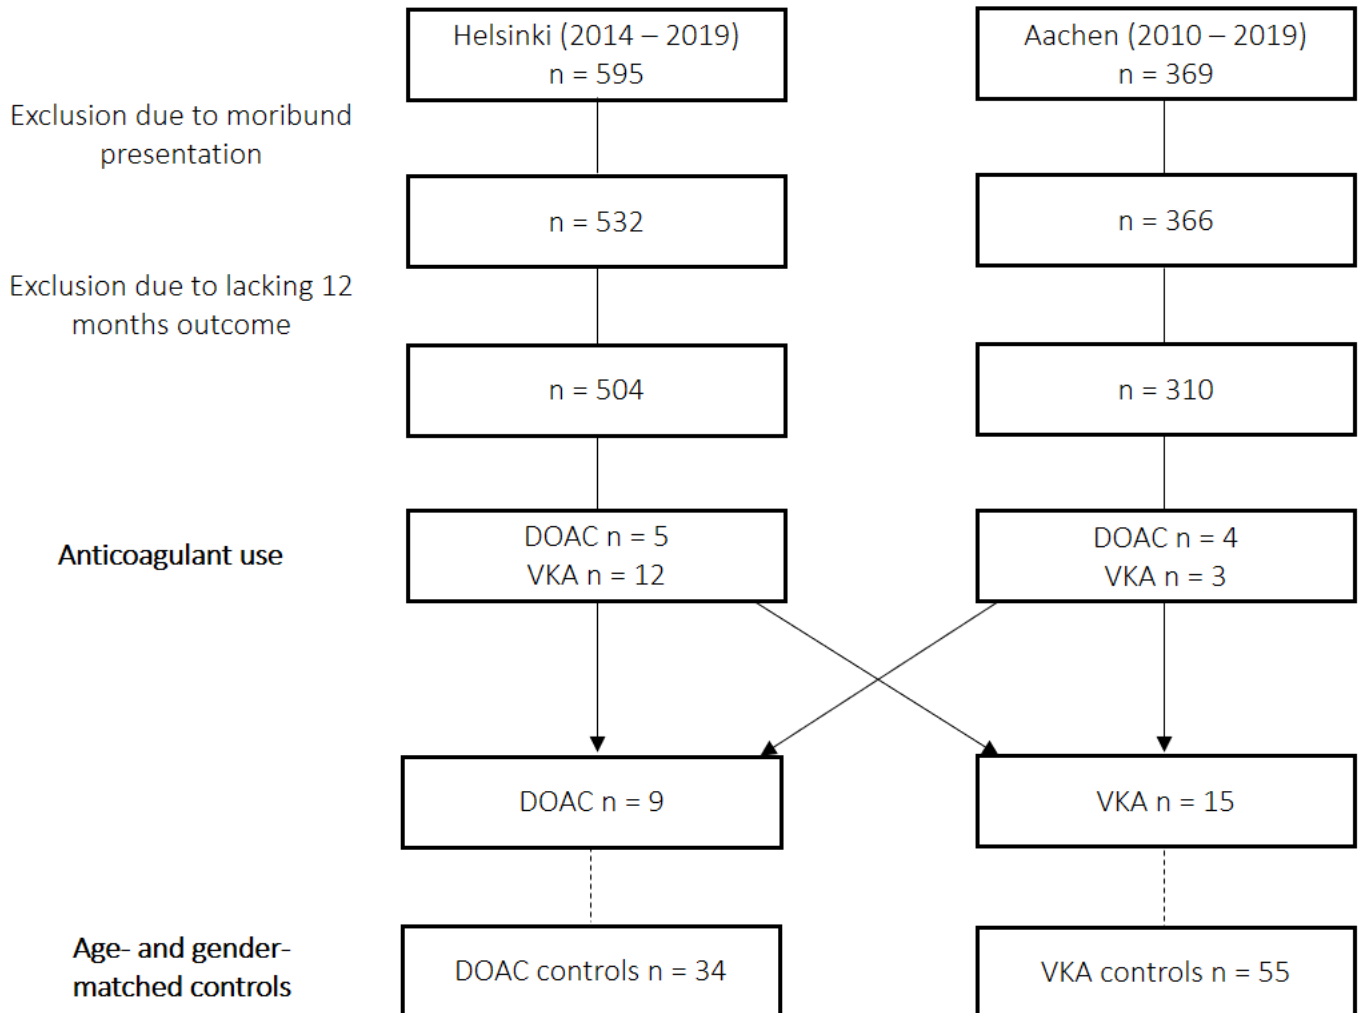 Helsinki (2014 – 2019)
n = 595
Aachen (2010 – 2019)
n = 369
Exclusion due to moribund
presentation
n = 532
n = 366
Exclusion due to lacking 12
months outcome
n = 504
n = 310
Anticoagulant use
DOAC n = 5
VKA n = 12
DOAC n = 4
VKA n = 3
DOAC n = 9
VKA n = 15
Age- and gender-
matched controls
DOAC controls n = 34
VKA controls n = 55